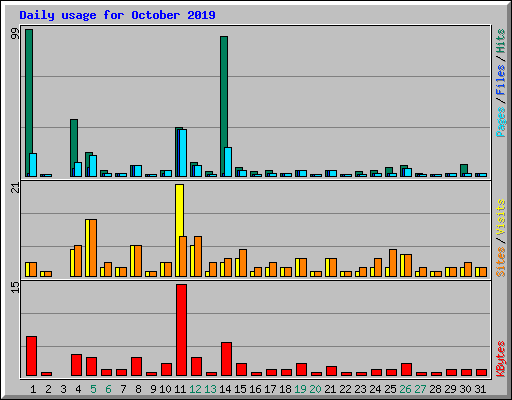 Daily usage for October 2019
99
Pages / Files / Hits
21
Sites / Visits
15
KBytes
1 2 3 4 5 6 7 8 9 10 11 12 13 14 15 16 17 18 19 20 21 22 23 24 25 26 27 28 29 30 31